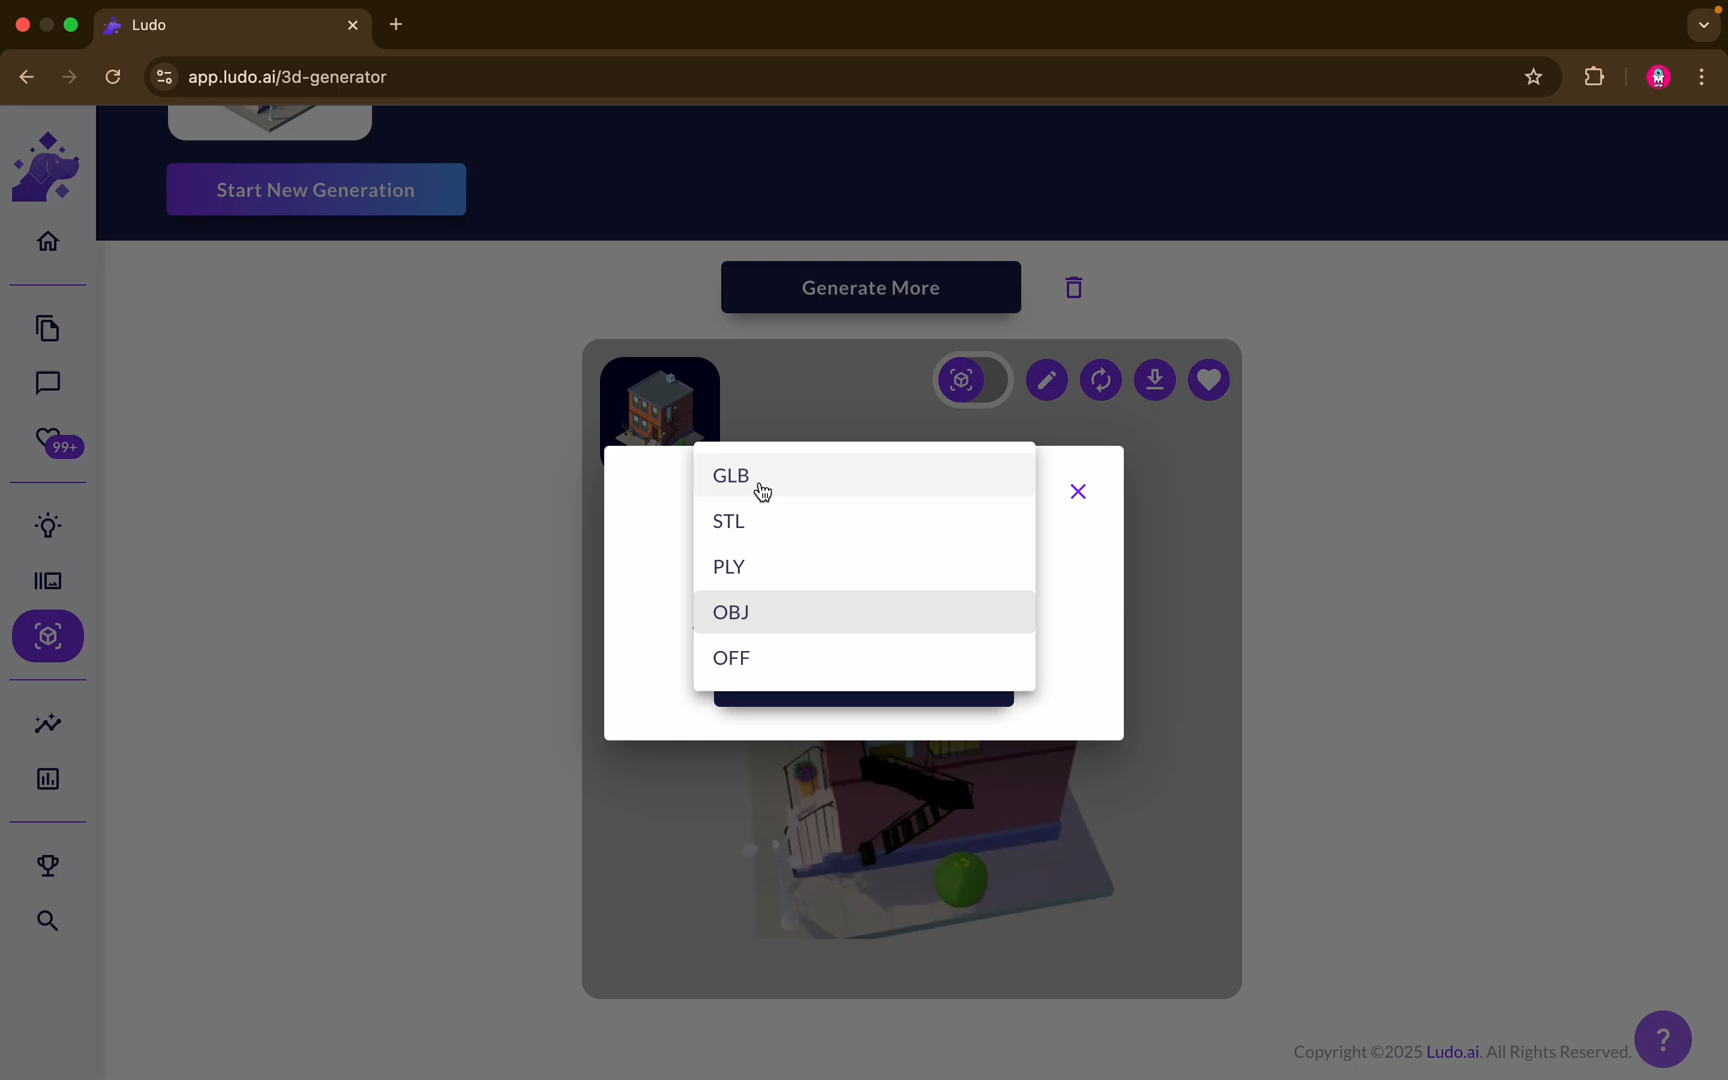 Ludo
app.ludo.ai/3d-generator
Start New Generation
Generate More
99+
GLB
STL
PLY
OBJ
OFF
?
Copyright ©2025 Ludo.ai. All Rights Reserved.